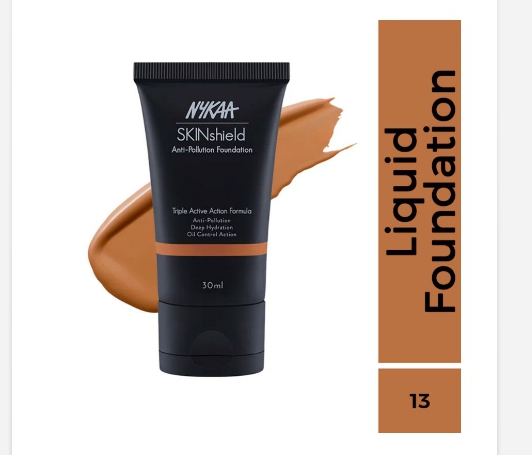 NYKAA
SKINshield
Anti-Pollution Foundation
Triple Active Action Formula
Anti-Pollution
Deep Hydration
Oil Control Action
30ml
Liquid
Foundation
13